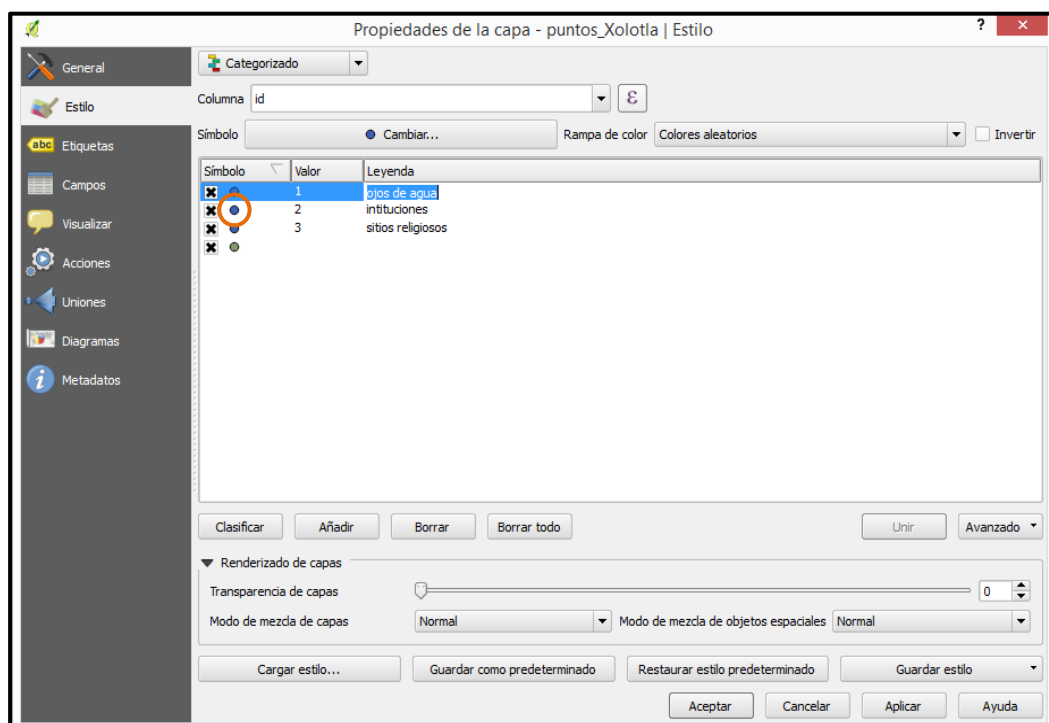 Propiedades de la capa - puntos_Xolotla | Estilo
? ×
General
Estilo
abc Etiquetas
Campos
Visualizar
Acciones
Uniones
Diagramas
i Metadatos
Categorizado
Columna id ε
Símbolo Cambiar... Rampa de color Colores aleatorios Invertir
Símbolo Valor Leyenda
1 ojos de agua
2 intituciones
3 sitios religiosos
Clasificar Añadir Borrar Borrar todo Unir Avanzado
Renderizado de capas
Transparencia de capas 0
Modo de mezcla de capas Normal Modo de mezcla de objetos espaciales Normal
Cargar estilo... Guardar como predeterminado Restaurar estilo predeterminado Guardar estilo
Aceptar Cancelar Aplicar Ayuda